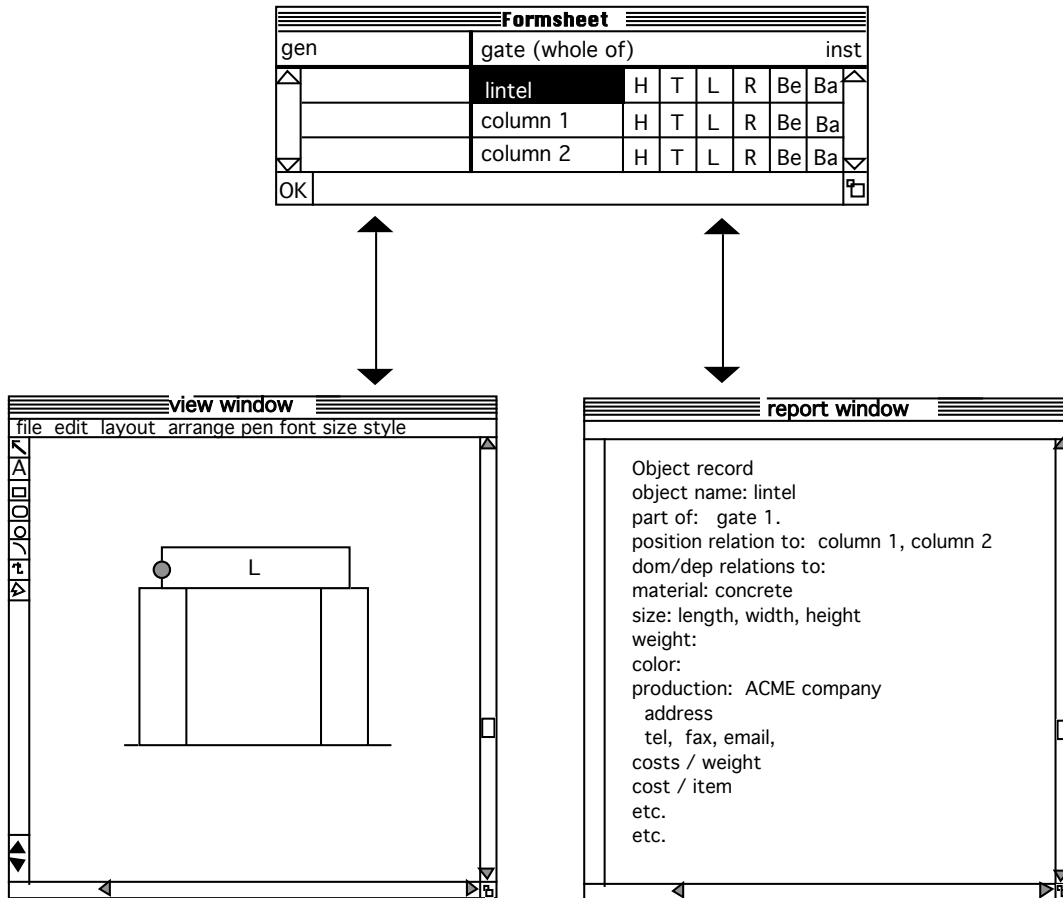 Formsheet
gen gate (whole of) inst
lintel H T L R Be Ba
column 1 H T L R Be Ba
column 2 H T L R Be Ba
OK
view window
file edit layout arrange pen font size style
A
L
report window
Object record
object name: lintel
part of: gate 1.
position relation to: column 1, column 2
dom/dep relations to:
material: concrete
size: length, width, height
weight:
color:
production: ACME company
address
tel, fax, email,
costs / weight
cost / item
etc.
etc.